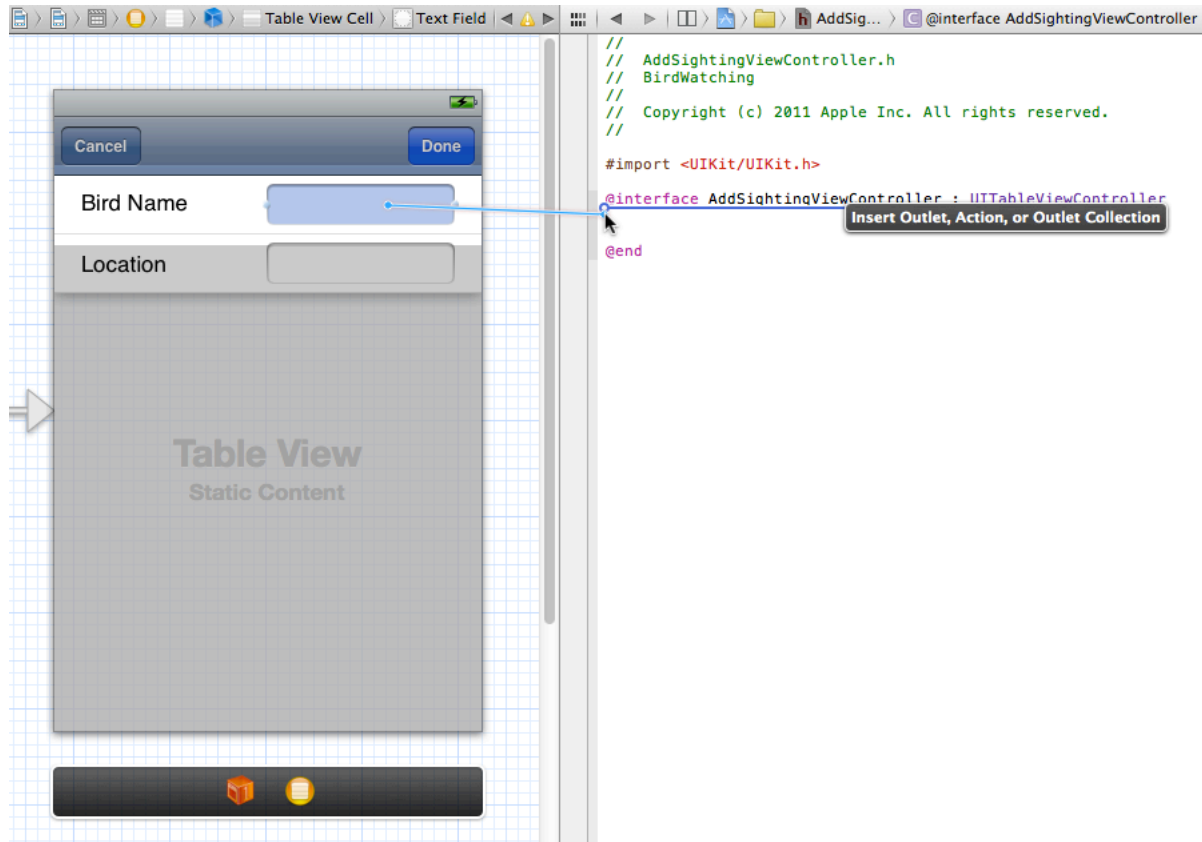 Table View Cell
Text Field
AddSig...
@interface AddSightingViewController
Cancel
Done
Bird Name
Location
Table View
Static Content
//
//  AddSightingViewController.h
//  BirdWatching
//
//  Copyright (c) 2011 Apple Inc. All rights reserved.
//
#import <UIKit/UIKit.h>
@interface AddSightingViewController : UITableViewController
Insert Outlet, Action, or Outlet Collection
@end